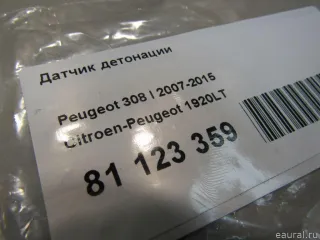 Датчик детонации
Peugeot 308 I 2007-2015
Citroen-Peugeot 1920LT
81 123 359
eaural.ru